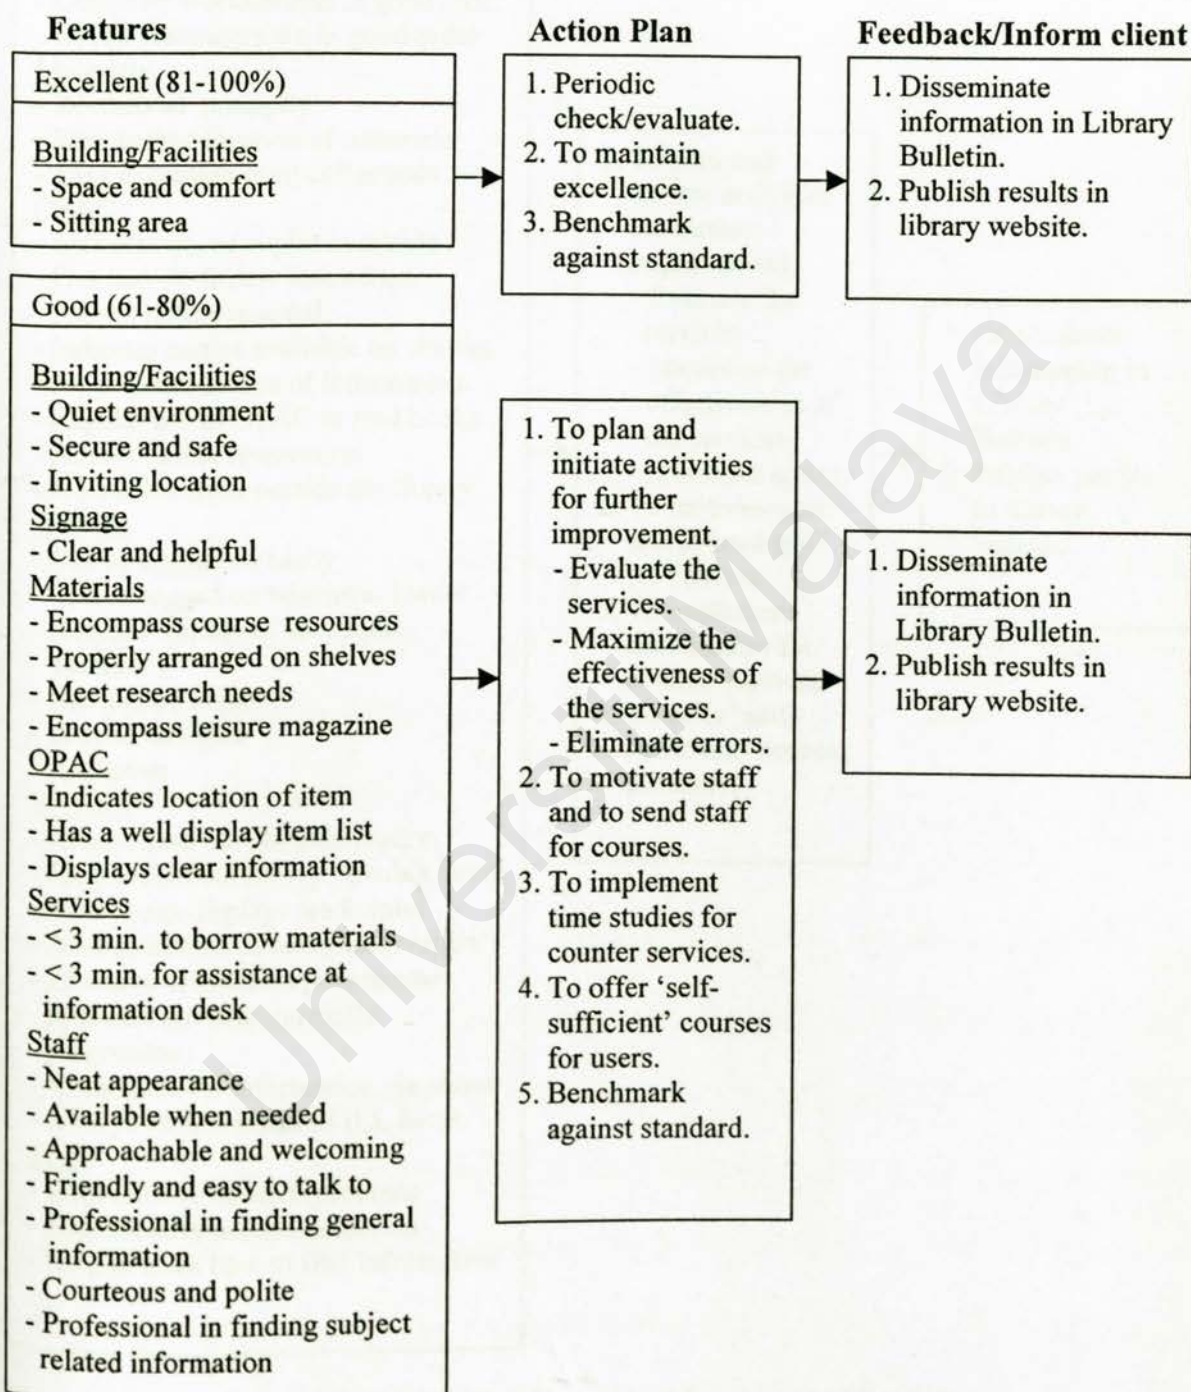 Features
Action Plan
Feedback/Inform client
Excellent (81-100%)
Building/Facilities
- Space and comfort
- Sitting area
1. Periodic
check/evaluate.
2. To maintain
excellence.
3. Benchmark
against standard.
1. Disseminate
information in Library
Bulletin.
2. Publish results in
library website.
Good (61-80%)
Building/Facilities
- Quiet environment
- Secure and safe
- Inviting location
Signage
- Clear and helpful
Materials
- Encompass course resources
- Properly arranged on shelves
- Meet research needs
- Encompass leisure magazine
OPAC
- Indicates location of item
- Has a well display item list
- Displays clear information
Services
- < 3 min. to borrow materials
- < 3 min. for assistance at
information desk
Staff
- Neat appearance
- Available when needed
- Approachable and welcoming
- Friendly and easy to talk to
- Professional in finding general
information
- Courteous and polite
- Professional in finding subject
related information
1. To plan and
initiate activities
for further
improvement.
- Evaluate the
services.
- Maximize the
effectiveness of
the services.
- Eliminate errors.
2. To motivate staff
and to send staff
for courses.
3. To implement
time studies for
counter services.
4. To offer ‘self-
sufficient’ courses
for users.
5. Benchmark
against standard.
1. Disseminate
information in
Library Bulletin.
2. Publish results in
library website.
Universiti Malaya